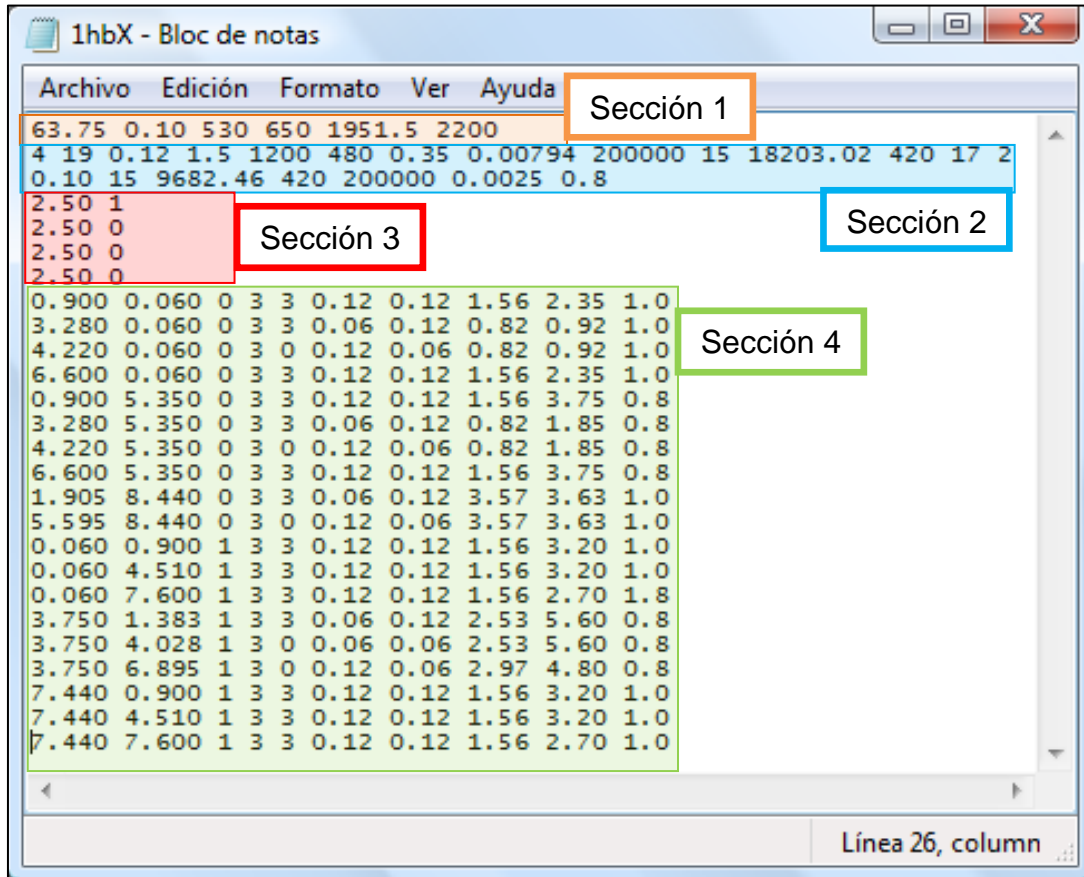 1hbX - Bloc de notas
Archivo Edición Formato Ver Ayuda
Sección 1
63.75 0.10 530 650 1951.5 2200
4 19 0.12 1.5 1200 480 0.35 0.00794 200000 15 18203.02 420 17 2
0.10 15 9682.46 420 200000 0.0025 0.8
Sección 2
2.50 1
2.50 0
2.50 0
2.50 0
Sección 3
0.900 0.060 0 3 3 0.12 0.12 1.56 2.35 1.0
3.280 0.060 0 3 3 0.06 0.12 0.82 0.92 1.0
4.220 0.060 0 3 0 0.12 0.06 0.82 0.92 1.0
6.600 0.060 0 3 3 0.12 0.12 1.56 2.35 1.0
0.900 5.350 0 3 3 0.12 0.12 1.56 3.75 0.8
3.280 5.350 0 3 3 0.06 0.12 0.82 1.85 0.8
4.220 5.350 0 3 0 0.12 0.06 0.82 1.85 0.8
6.600 5.350 0 3 3 0.12 0.12 1.56 3.75 0.8
1.905 8.440 0 3 3 0.06 0.12 3.57 3.63 1.0
5.595 8.440 0 3 0 0.12 0.06 3.57 3.63 1.0
0.060 0.900 1 3 3 0.12 0.12 1.56 3.20 1.0
0.060 4.510 1 3 3 0.12 0.12 1.56 3.20 1.0
0.060 7.600 1 3 3 0.12 0.12 1.56 2.70 1.8
3.750 1.383 1 3 3 0.06 0.12 2.53 5.60 0.8
3.750 4.028 1 3 0 0.06 0.06 2.53 5.60 0.8
3.750 6.895 1 3 0 0.12 0.06 2.97 4.80 0.8
7.440 0.900 1 3 3 0.12 0.12 1.56 3.20 1.0
7.440 4.510 1 3 3 0.12 0.12 1.56 3.20 1.0
7.440 7.600 1 3 3 0.12 0.12 1.56 2.70 1.0
Sección 4
Línea 26, column